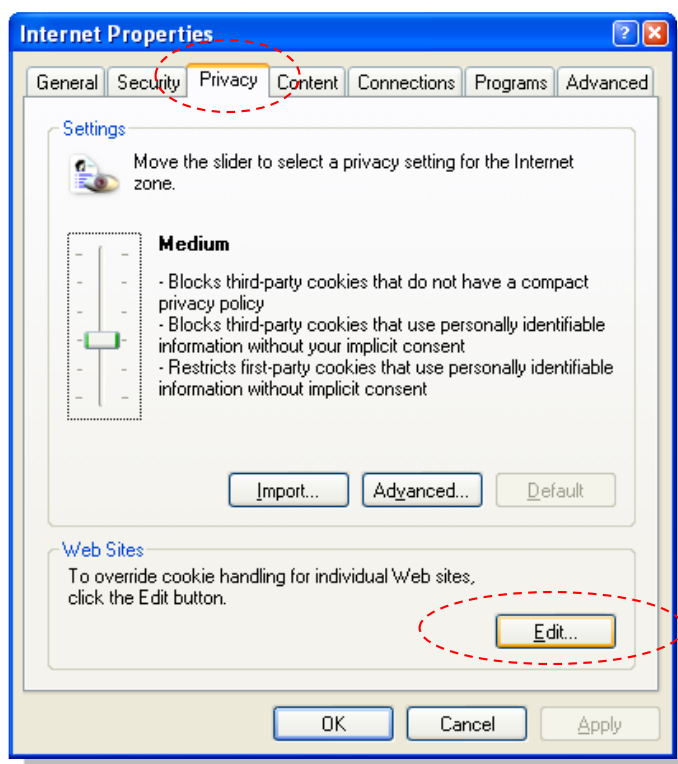 Internet Properties
General Security Privacy Content Connections Programs Advanced
Settings
Move the slider to select a privacy setting for the Internet
zone.
Medium
- Blocks third-party cookies that do not have a compact
privacy policy
- Blocks third-party cookies that use personally identifiable
information without your implicit consent
- Restricts first-party cookies that use personally identifiable
information without implicit consent
Import... Advanced... Default
Web Sites
To override cookie handling for individual Web sites,
click the Edit button.
Edit...
OK Cancel Apply